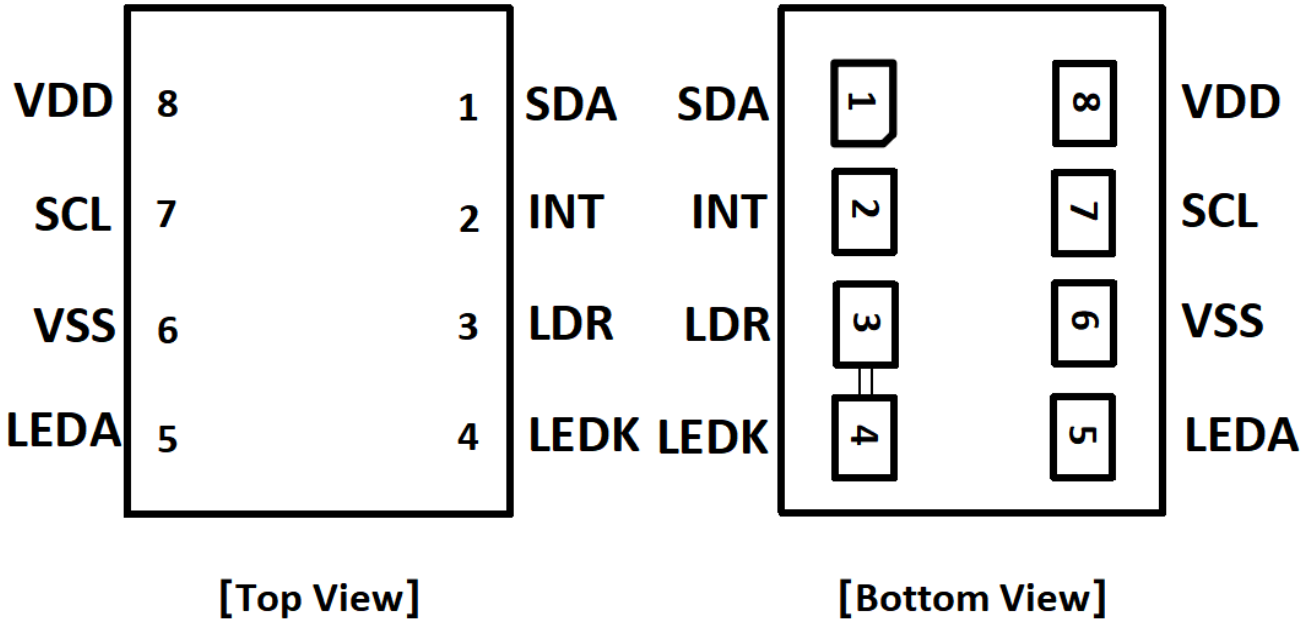 VDD 8 1 SDA SDA 1 8 VDD
SCL 7 2 INT INT 2 7 SCL
VSS 6 3 LDR LDR 3 6 VSS
LEDA 5 4 LEDK LEDK 4 5 LEDA
[Top View] [Bottom View]